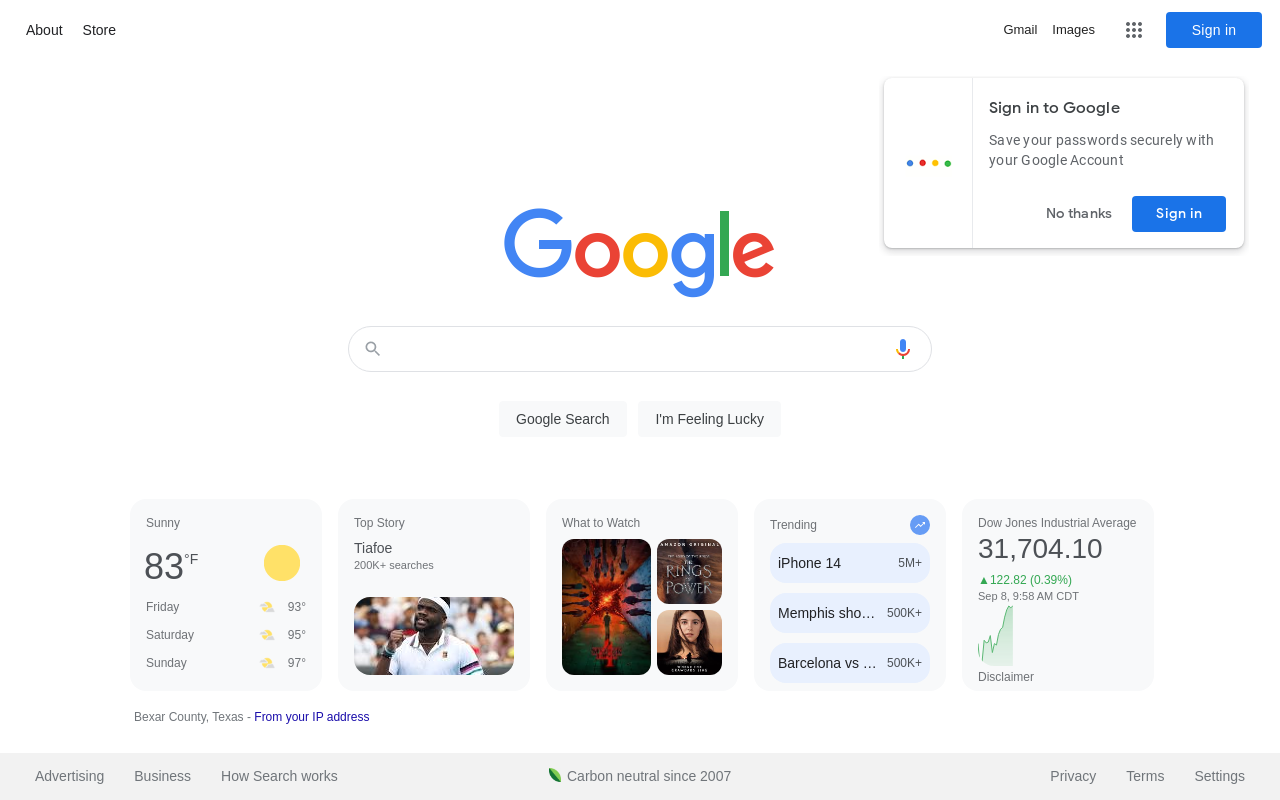 About
Store
Gmail
Images
Sign in
Sign in to Google
Save your passwords securely with
your Google Account
No thanks
Sign in
Google
Google Search
I'm Feeling Lucky
Sunny
83°F
Friday 93°
Saturday 95°
Sunday 97°
Top Story
Tiafoe
200K+ searches
What to Watch
AMAZON ORIGINAL
THE
RINGS
OF
POWER
Trending
iPhone 14 5M+
Memphis sho… 500K+
Barcelona vs … 500K+
Dow Jones Industrial Average
31,704.10
▲122.82 (0.39%)
Sep 8, 9:58 AM CDT
Disclaimer
Bexar County, Texas - From your IP address
Advertising
Business
How Search works
Carbon neutral since 2007
Privacy
Terms
Settings